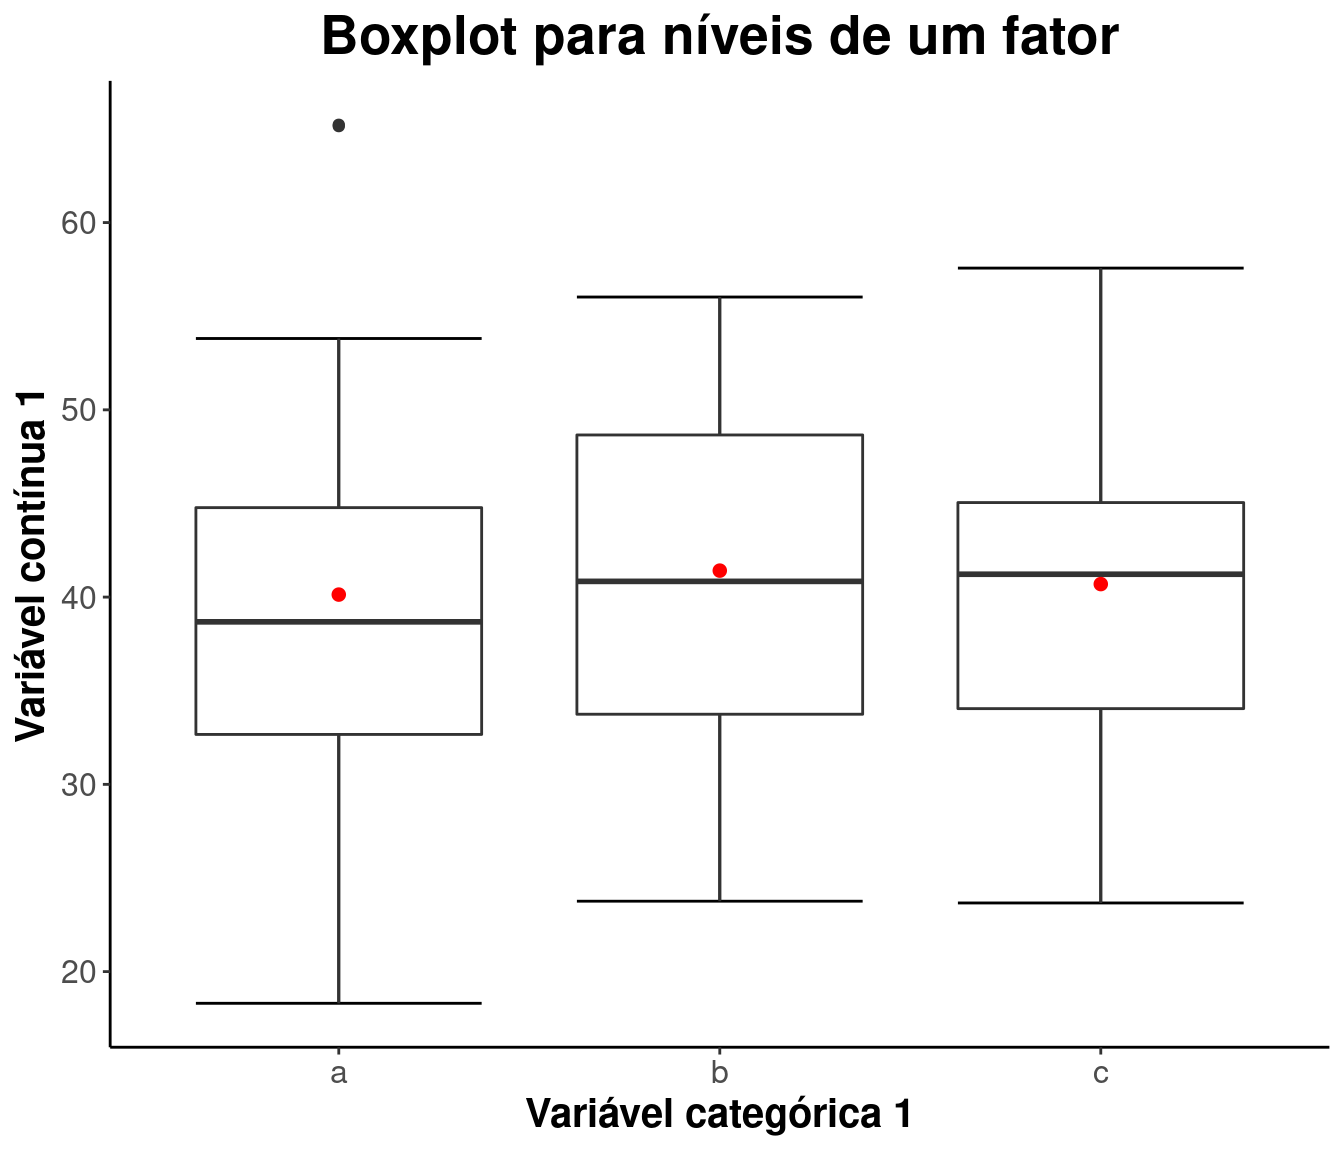 Boxplot para níveis de um fator
Variável contínua 1
60
50
40
30
20
a b c
Variável categórica 1